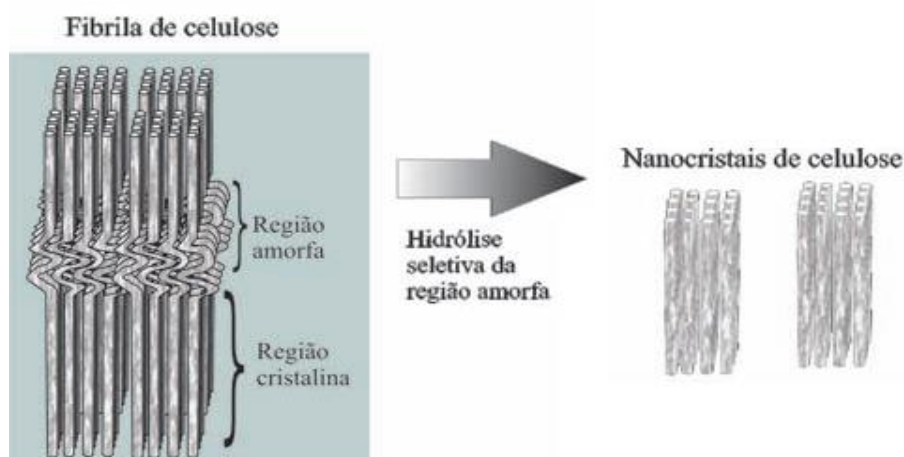 Fibrila de celulose
Região
amorfa
Região
cristalina
Hidrólise
seletiva da
região amorfa
Nanocristais de celulose